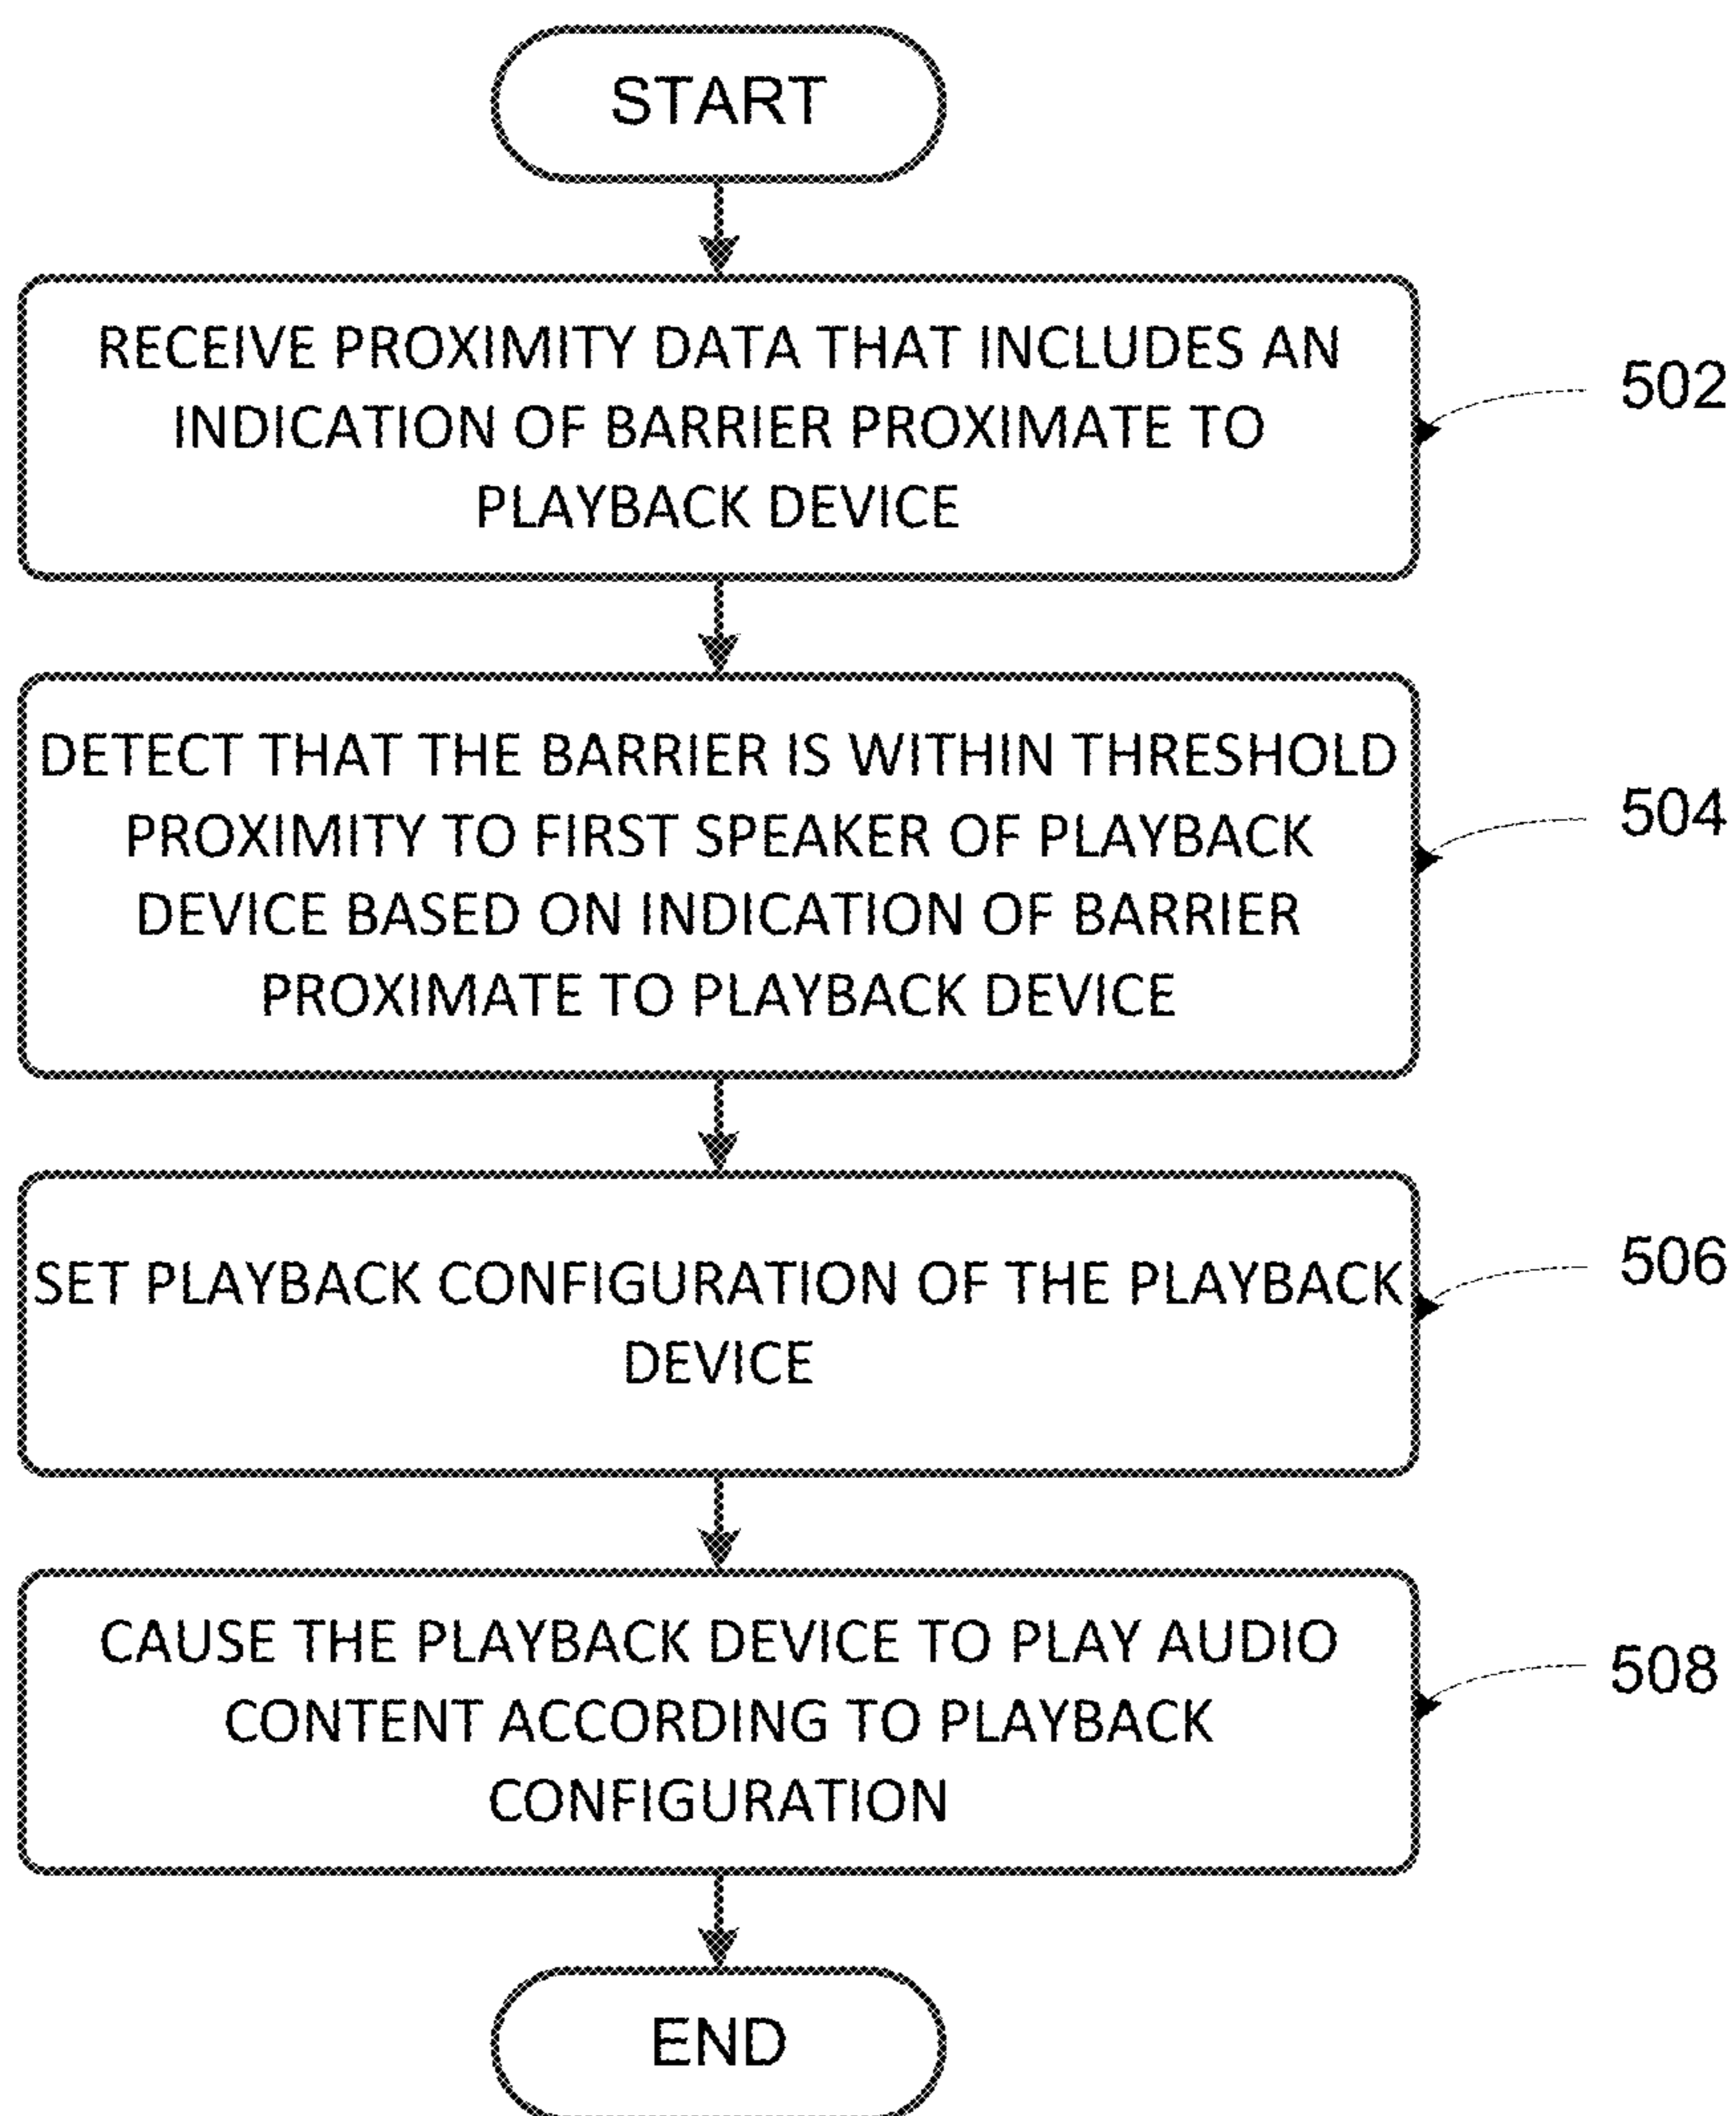 START
RECEIVE PROXIMITY DATA THAT INCLUDES AN
INDICATION OF BARRIER PROXIMATE TO
PLAYBACK DEVICE
502
DETECT THAT THE BARRIER IS WITHIN THRESHOLD
PROXIMITY TO FIRST SPEAKER OF PLAYBACK
DEVICE BASED ON INDICATION OF BARRIER
PROXIMATE TO PLAYBACK DEVICE
504
SET PLAYBACK CONFIGURATION OF THE PLAYBACK
DEVICE
506
CAUSE THE PLAYBACK DEVICE TO PLAY AUDIO
CONTENT ACCORDING TO PLAYBACK
CONFIGURATION
508
END